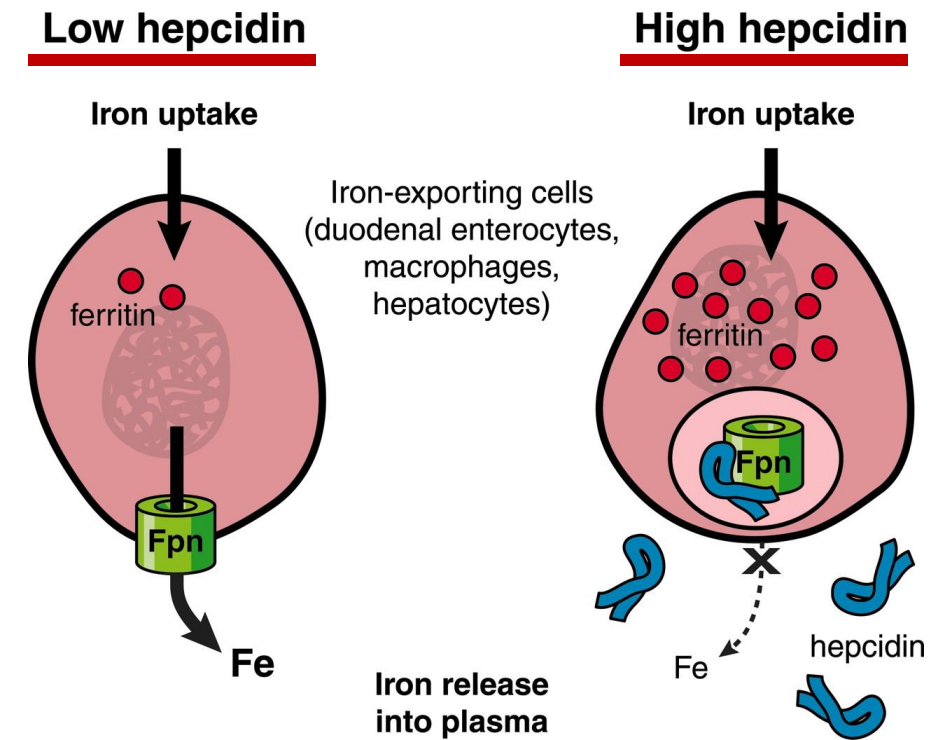 Low hepcidin
High hepcidin
Iron uptake
Iron uptake
Iron-exporting cells
(duodenal enterocytes,
macrophages,
hepatocytes)
ferritin
ferritin
Fpn
Fpn
X
Fe
Fe
hepcidin
Iron release
into plasma